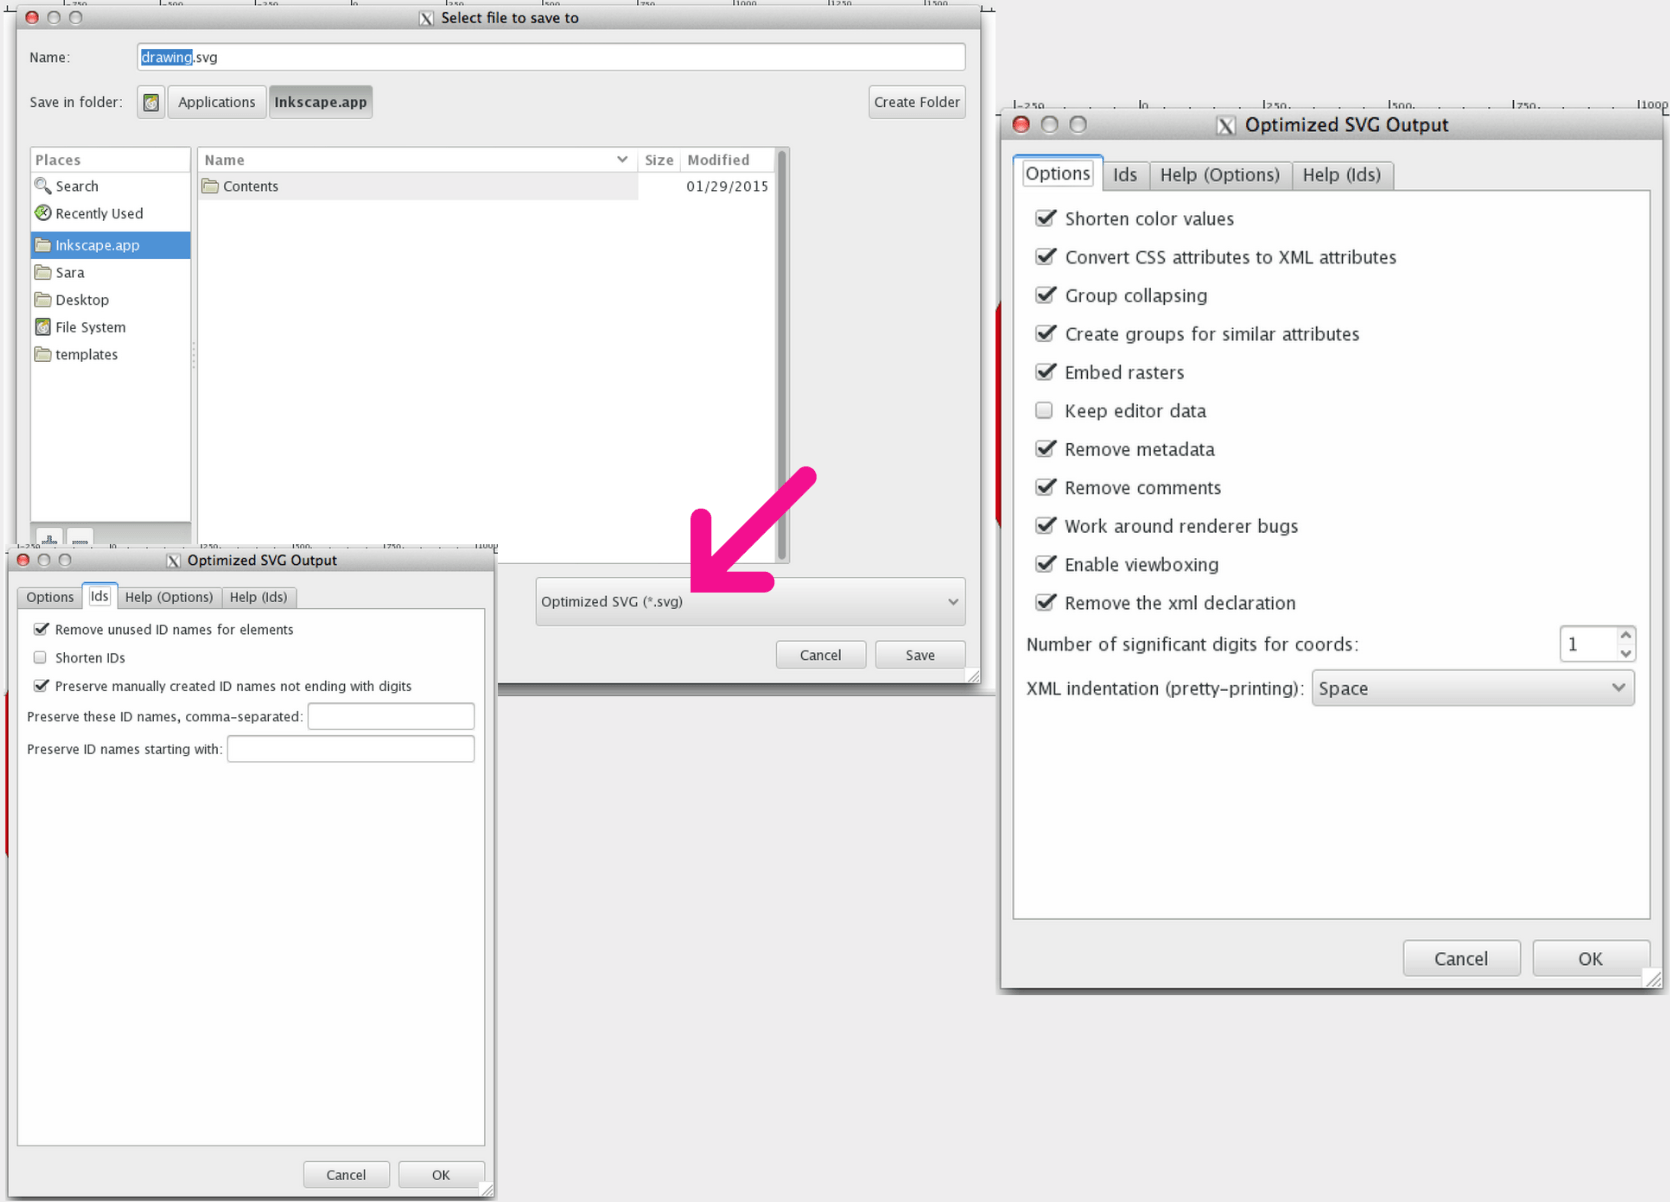 Select file to save to
Name: drawing.svg
Save in folder: Applications Inkscape.app Create Folder
Places
Search
Recently Used
Inkscape.app
Sara
Desktop
File System
templates
Name Size Modified
Contents 01/29/2015
Optimized SVG (*.svg)
Cancel Save
Optimized SVG Output
Options Ids Help (Options) Help (Ids)
Remove unused ID names for elements
Shorten IDs
Preserve manually created ID names not ending with digits
Preserve these ID names, comma-separated:
Preserve ID names starting with:
Cancel OK
-250 0 250 500 750 1000
Optimized SVG Output
Options Ids Help (Options) Help (Ids)
Shorten color values
Convert CSS attributes to XML attributes
Group collapsing
Create groups for similar attributes
Embed rasters
Keep editor data
Remove metadata
Remove comments
Work around renderer bugs
Enable viewboxing
Remove the xml declaration
Number of significant digits for coords: 1
XML indentation (pretty-printing): Space
Cancel OK